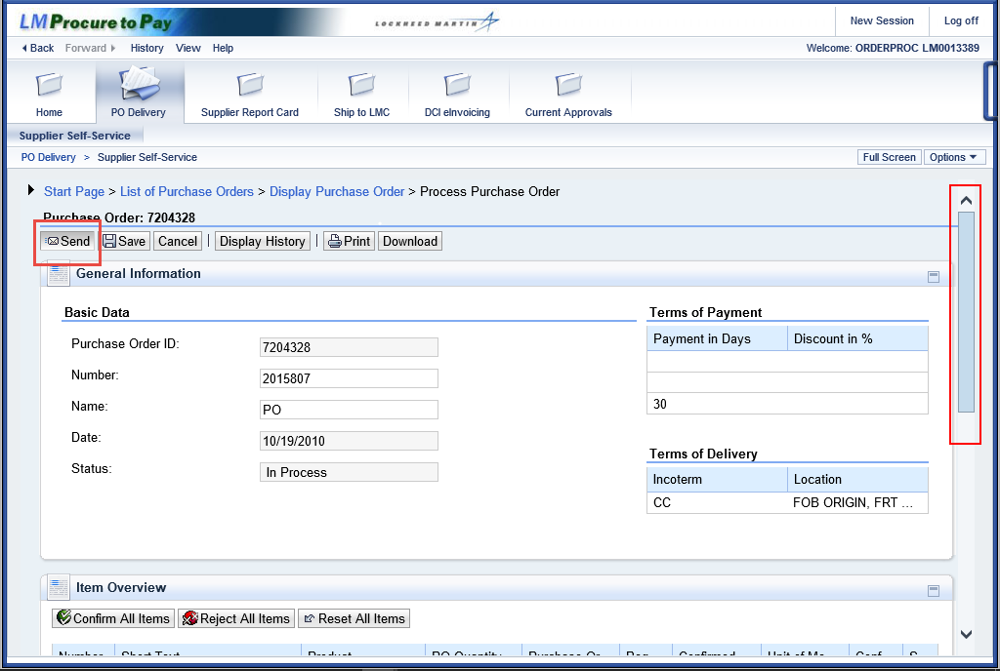 LM Procure to Pay
LOCKHEED MARTIN
New Session
Log off
Back Forward History View Help
Welcome: ORDERPROC LM0013389
Home
PO Delivery
Supplier Report Card
Ship to LMC
DCI eInvoicing
Current Approvals
Supplier Self-Service
PO Delivery > Supplier Self-Service
Full Screen
Options
Start Page > List of Purchase Orders > Display Purchase Order > Process Purchase Order
Purchase Order: 7204328
Send Save Cancel | Display History | Print Download
General Information
Basic Data
Purchase Order ID: 7204328
Number: 2015807
Name: PO
Date: 10/19/2010
Status: In Process
Terms of Payment
Payment in Days Discount in %
30
Terms of Delivery
Incoterm Location
CC FOB ORIGIN, FRT ...
Item Overview
Confirm All Items Reject All Items Reset All Items
Number Short Text Product PO Quantity Purchase Or... Req... Confirmed Unit of Me... Conf... S...